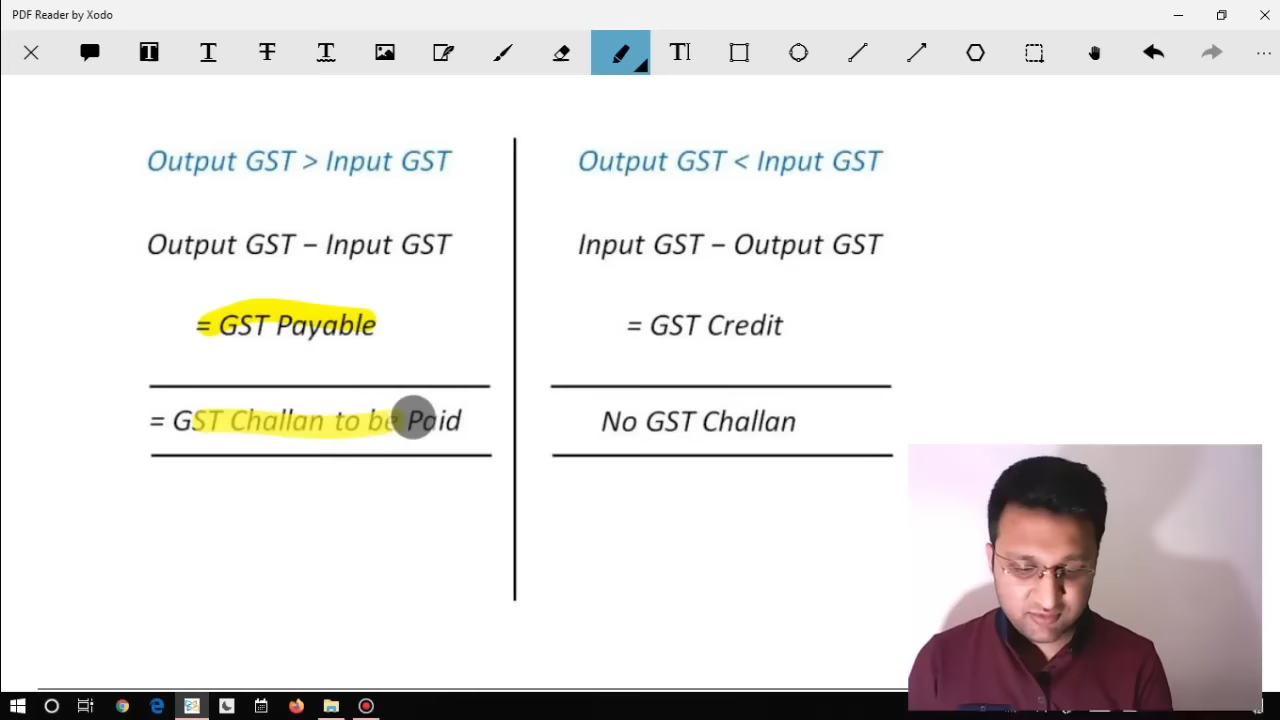 PDF Reader by Xodo
Output GST > Input GST
Output GST – Input GST
= GST Payable
= GST Challan to be Paid
Output GST < Input GST
Input GST – Output GST
= GST Credit
No GST Challan